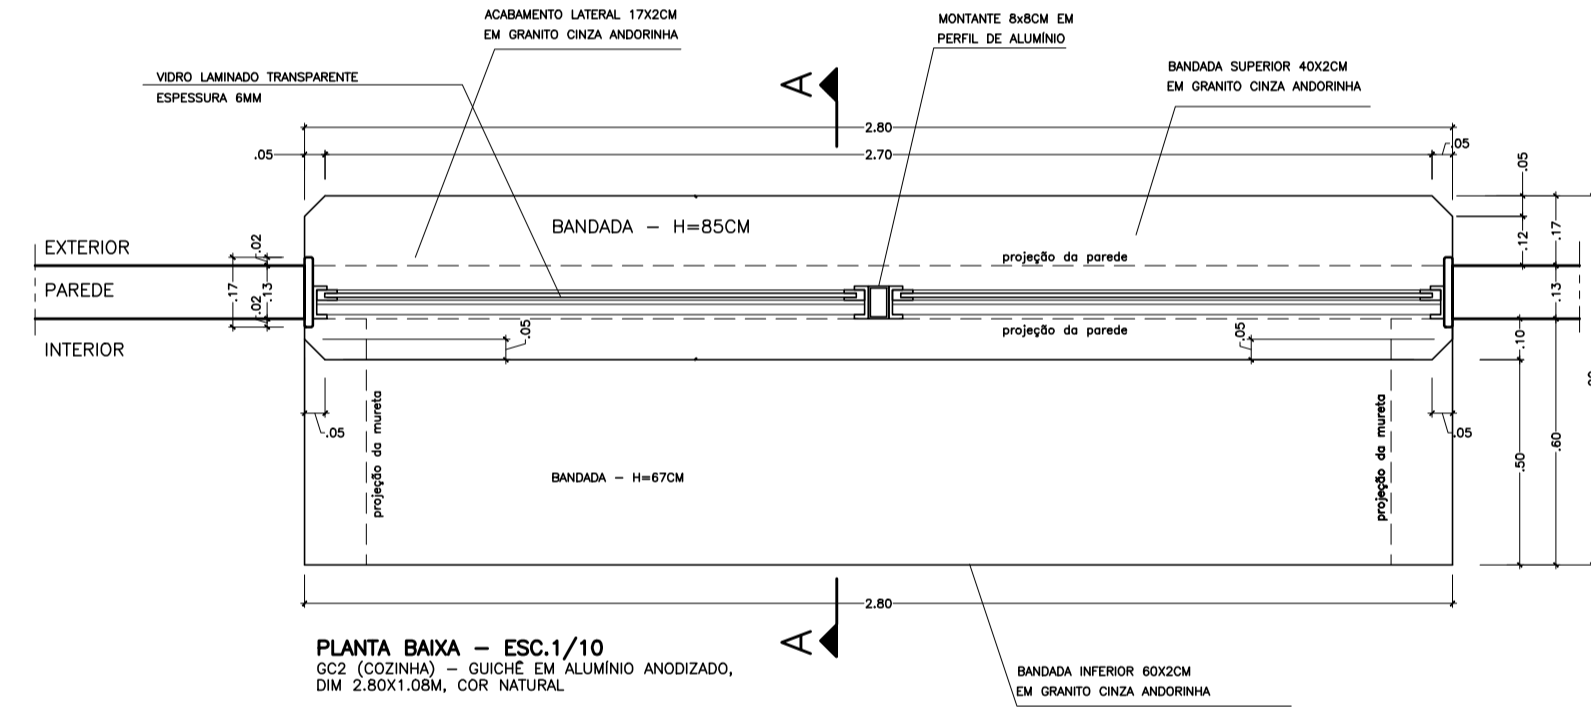 ACABAMENTO LATERAL 17X2CM
EM GRANITO CINZA ANDORINHA
MONTANTE 8x8CM EM
PERFIL DE ALUMÍNIO
VIDRO LAMINADO TRANSPARENTE
ESPESSURA 6MM
BANDADA SUPERIOR 40X2CM
EM GRANITO CINZA ANDORINHA
A
2.80
.05
2.70
.05
.05
BANDADA – H=85CM
EXTERIOR
.02
projeção da parede
.12
.17
PAREDE
.17
.13
.02
.13
INTERIOR
.05
projeção da parede
.05
.10
.05
projeção da mureta
projeção da mureta
.05
.60
.50
BANDADA – H=67CM
2.80
A
PLANTA BAIXA – ESC.1/10
GC2 (COZINHA) – GUICHÊ EM ALUMÍNIO ANODIZADO,
DIM 2.80X1.08M, COR NATURAL
BANDADA INFERIOR 60X2CM
EM GRANITO CINZA ANDORINHA